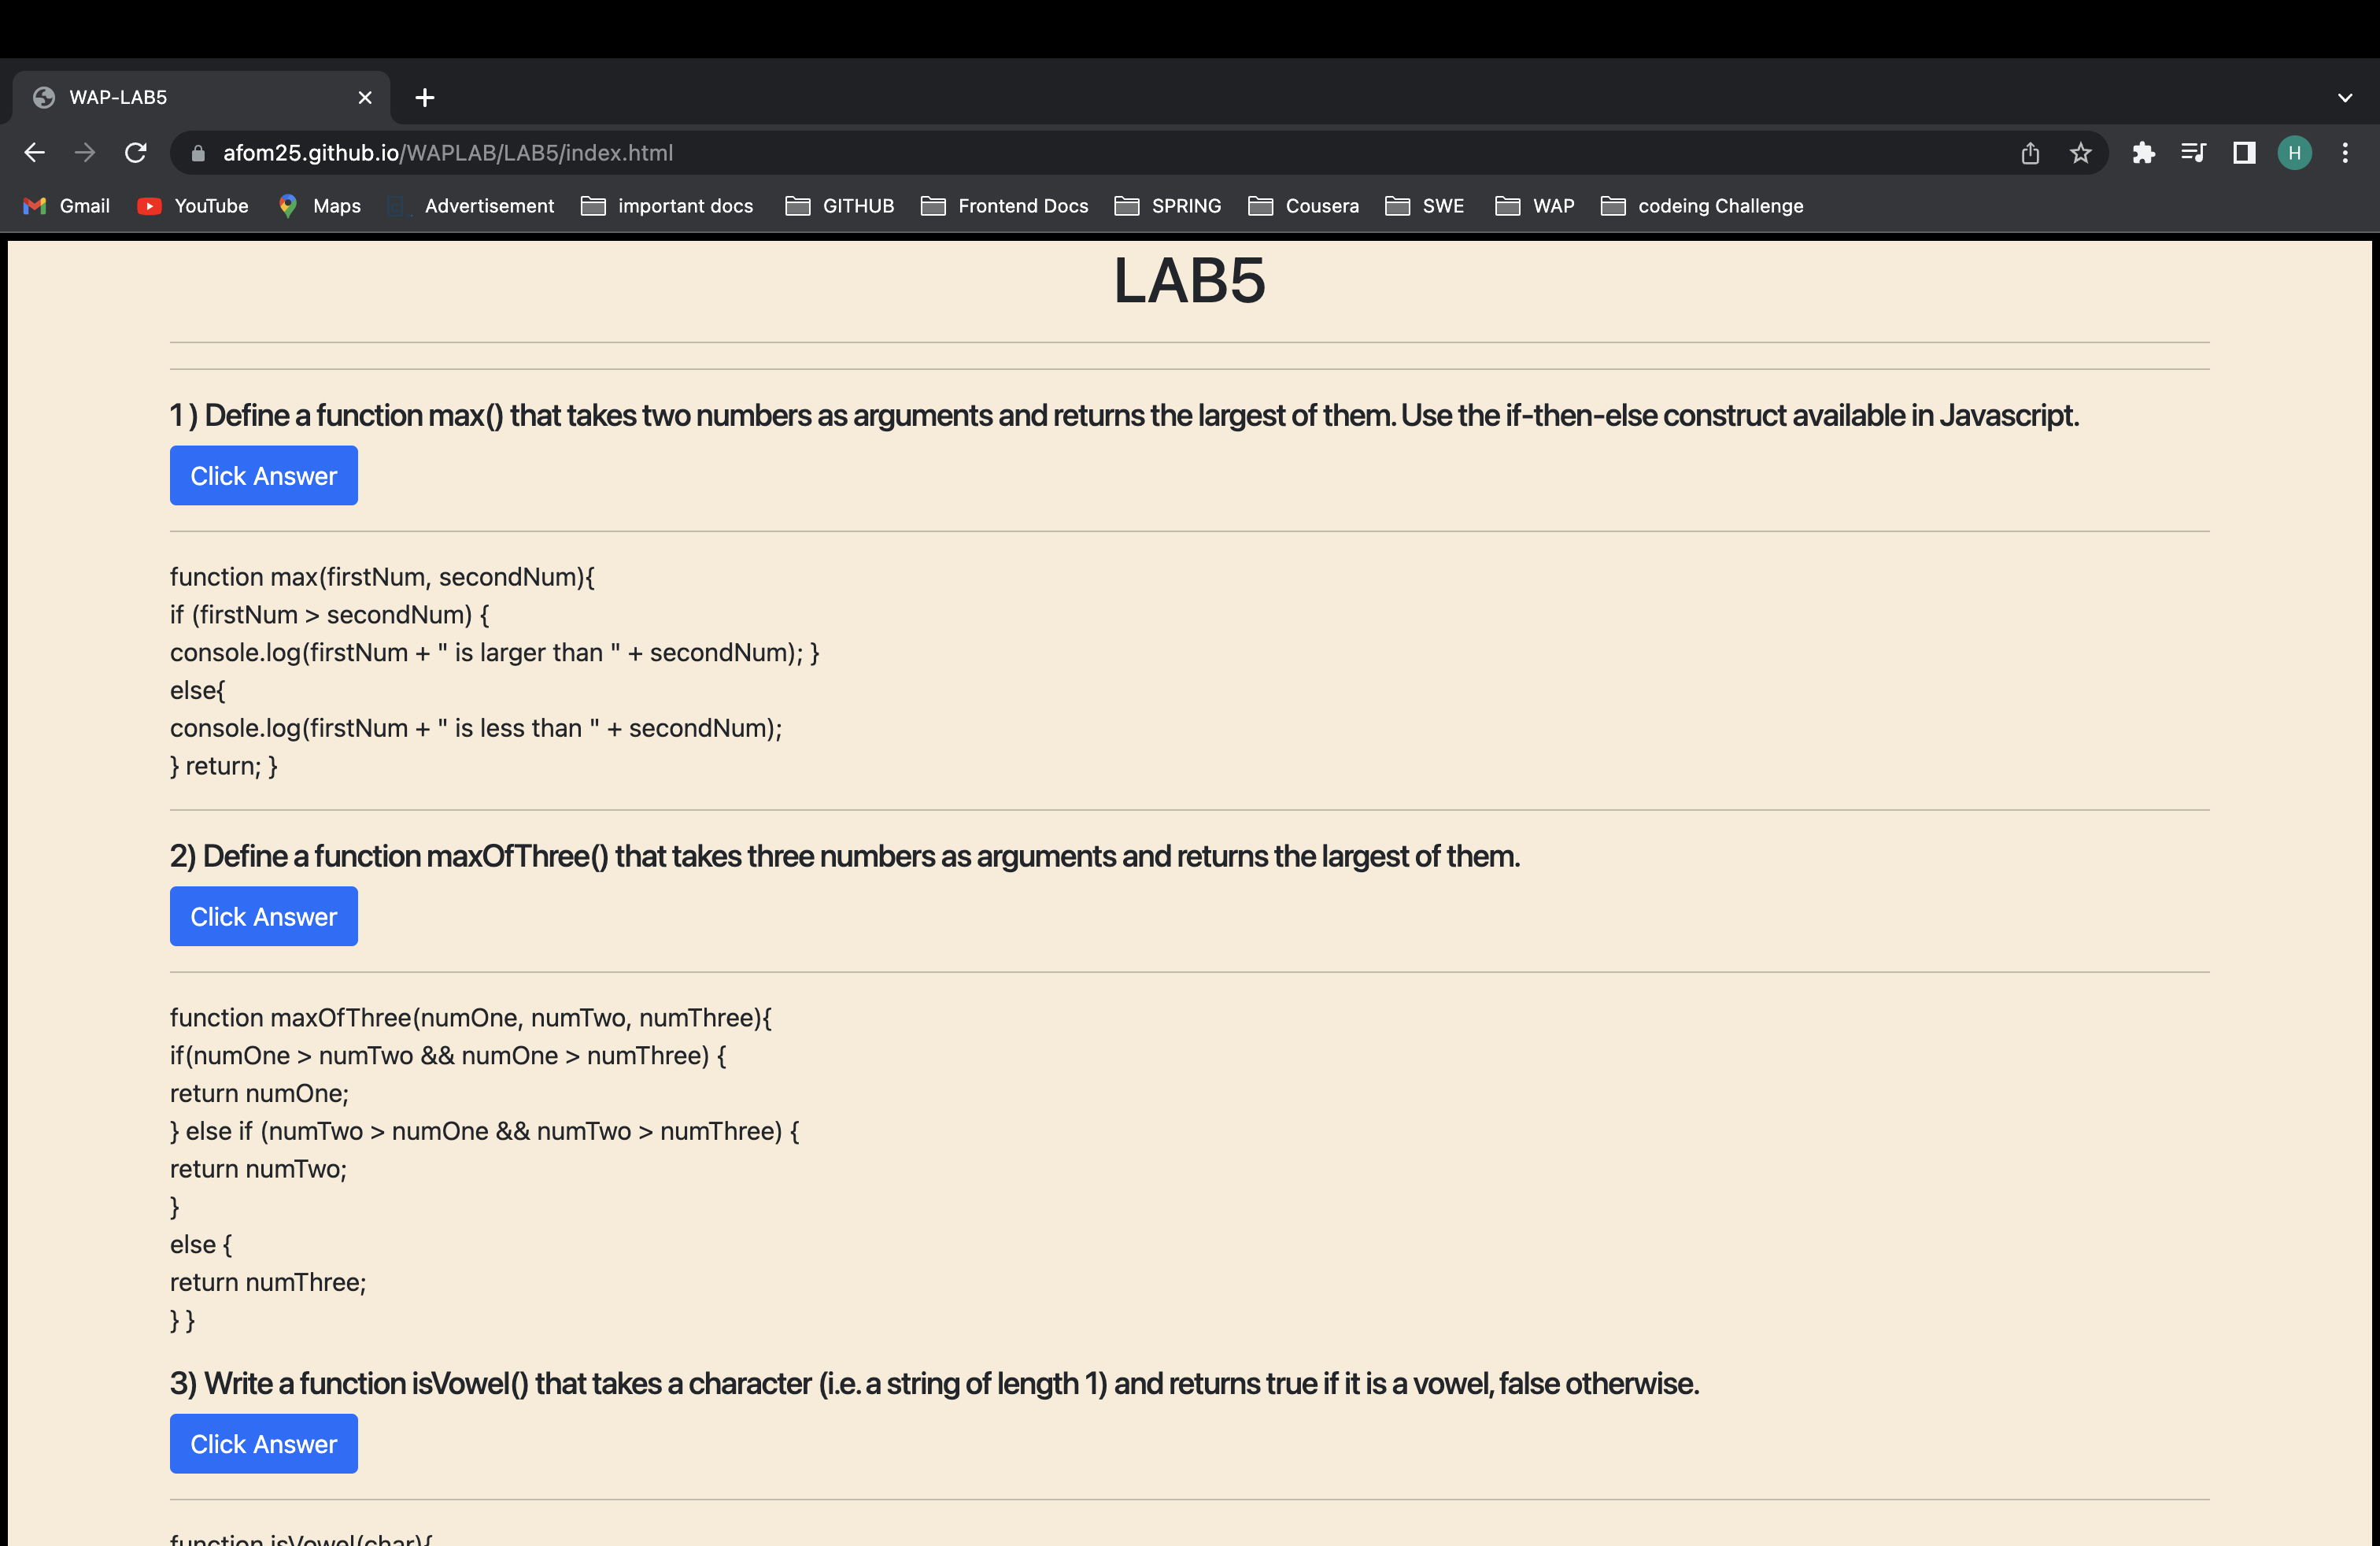 WAP-LAB5
afom25.github.io/WAPLAB/LAB5/index.html
H
Gmail YouTube Maps Advertisement important docs GITHUB Frontend Docs SPRING Cousera SWE WAP codeing Challenge
LAB5
1 ) Define a function max() that takes two numbers as arguments and returns the largest of them. Use the if-then-else construct available in Javascript.
Click Answer
function max(firstNum, secondNum){
if (firstNum > secondNum) {
console.log(firstNum + " is larger than " + secondNum); }
else{
console.log(firstNum + " is less than " + secondNum);
} return; }
2) Define a function maxOfThree() that takes three numbers as arguments and returns the largest of them.
Click Answer
function maxOfThree(numOne, numTwo, numThree){
if(numOne > numTwo && numOne > numThree) {
return numOne;
} else if (numTwo > numOne && numTwo > numThree) {
return numTwo;
}
else {
return numThree;
} }
3) Write a function isVowel() that takes a character (i.e. a string of length 1) and returns true if it is a vowel, false otherwise.
Click Answer
function isVowel(char){